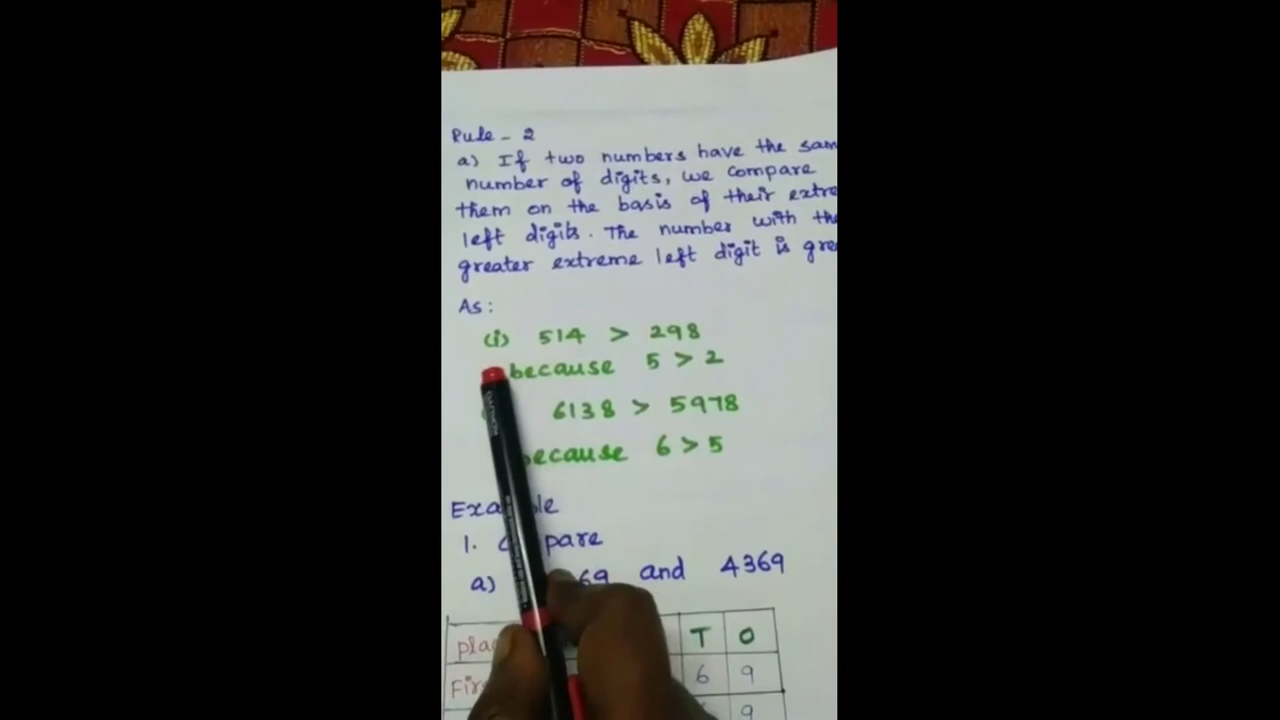 Rule - 2
a) If two numbers have the sam
number of digits, we compare
them on the basis of their extre
left digits. The number with the
greater extreme left digit is gre
As:
(i) 514 > 298
because 5 > 2
6138 > 5978
ecause 6 > 5
Exa le
1. C pare
a) 69 and 4369
pla T O
Firs 6 9
9